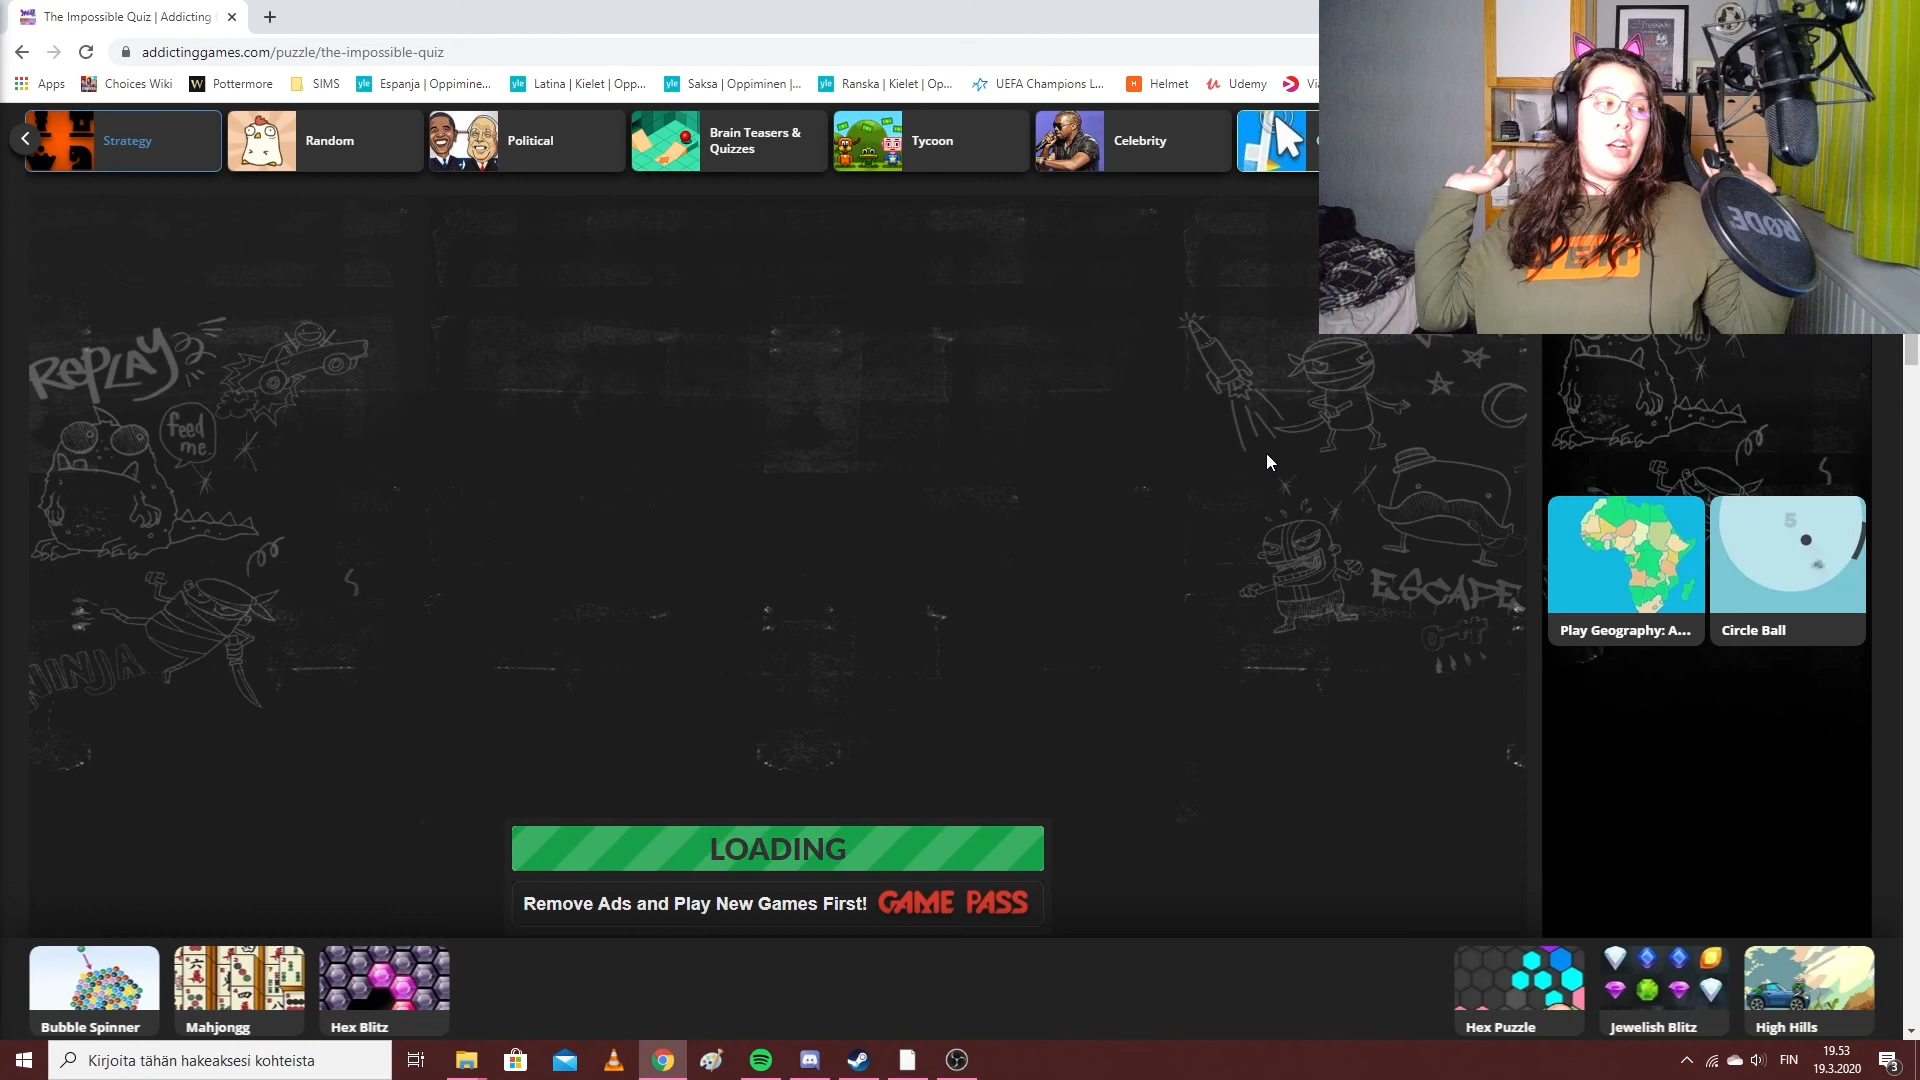 The Impossible Quiz | Addicting
addictinggames.com/puzzle/the-impossible-quiz
Apps
Choices Wiki
Pottermore
SIMS
Espanja | Oppimine...
Latina | Kielet | Opp...
Saksa | Oppiminen |...
Ranska | Kielet | Op...
UEFA Champions L...
Helmet
Udemy
Strategy
Random
Political
Brain Teasers &
Quizzes
Tycoon
Celebrity
RØDE
REPLAY
feed
me.
NINJA
ESCAPE
5
Play Geography: A...
Circle Ball
LOADING
Remove Ads and Play New Games First! GAME PASS
Bubble Spinner
Mahjongg
Hex Blitz
Hex Puzzle
Jewelish Blitz
High Hills
Kirjoita tähän hakeaksesi kohteista
FIN
19.53
19.3.2020
3